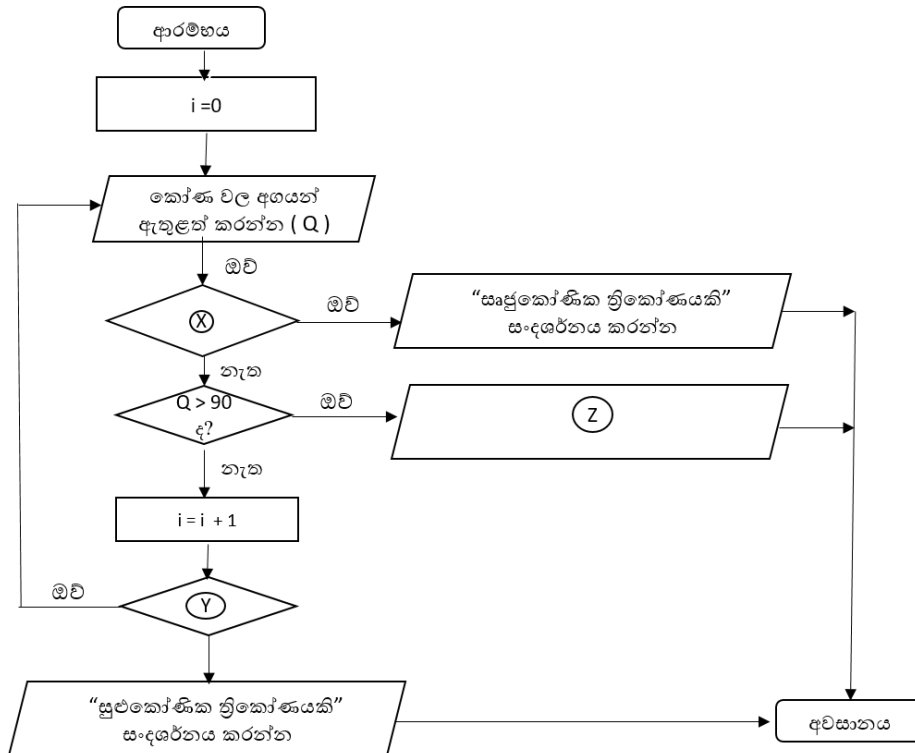 ආරම්භය
i =0
කෝණ වල අගයන්
ඇතුළත් කරන්න ( Q )
ඔව්
X
ඔව්
“සෘජුකෝණික ත්‍රිකෝණයකි”
සංදර්ශනය කරන්න
නැත
Q > 90
ද?
ඔව්
Z
නැත
i = i + 1
ඔව්
Y
“සුළුකෝණික ත්‍රිකෝණයකි”
සංදර්ශනය කරන්න
අවසානය